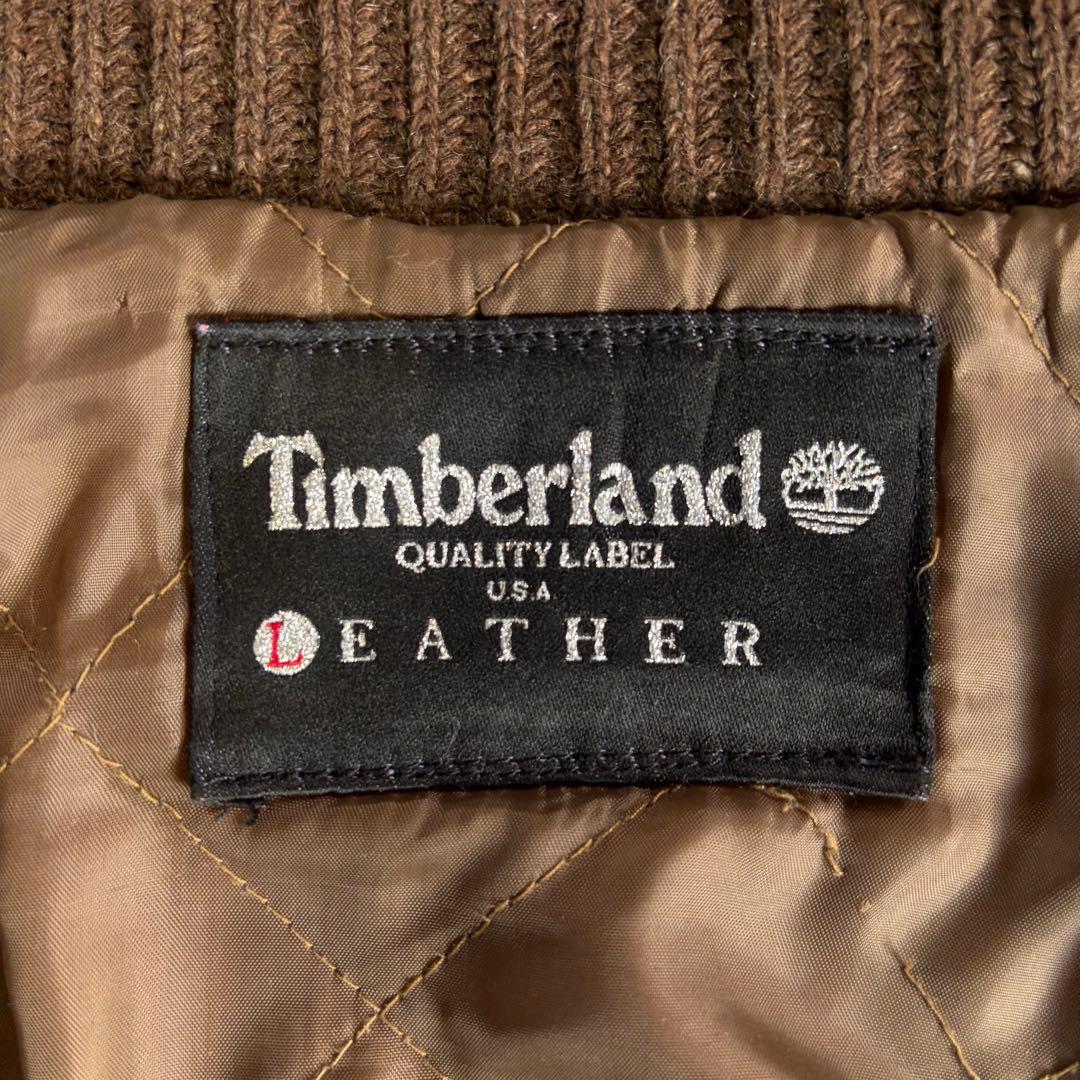 Timberland
QUALITY LABEL
U.S.A
LEATHER